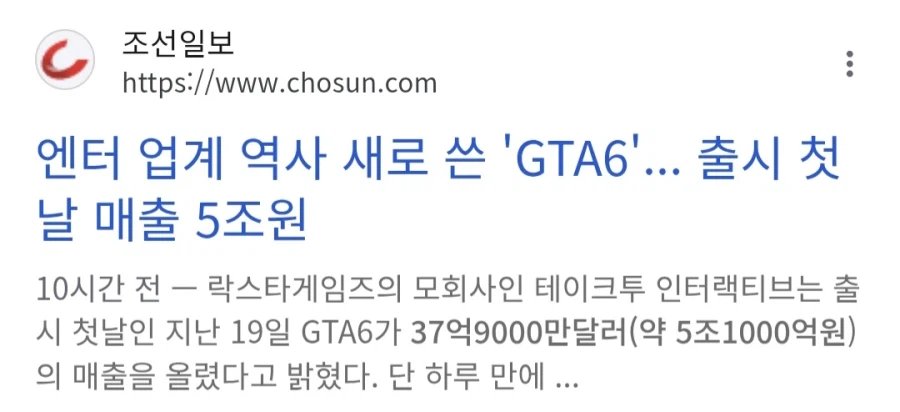 조선일보
https://www.chosun.com
엔터 업계 역사 새로 쓴 'GTA6'... 출시 첫
날 매출 5조원
10시간 전 — 락스타게임즈의 모회사인 테이크투 인터랙티브는 출
시 첫날인 지난 19일 GTA6가 37억9000만달러(약 5조1000억원)
의 매출을 올렸다고 밝혔다. 단 하루 만에 ...